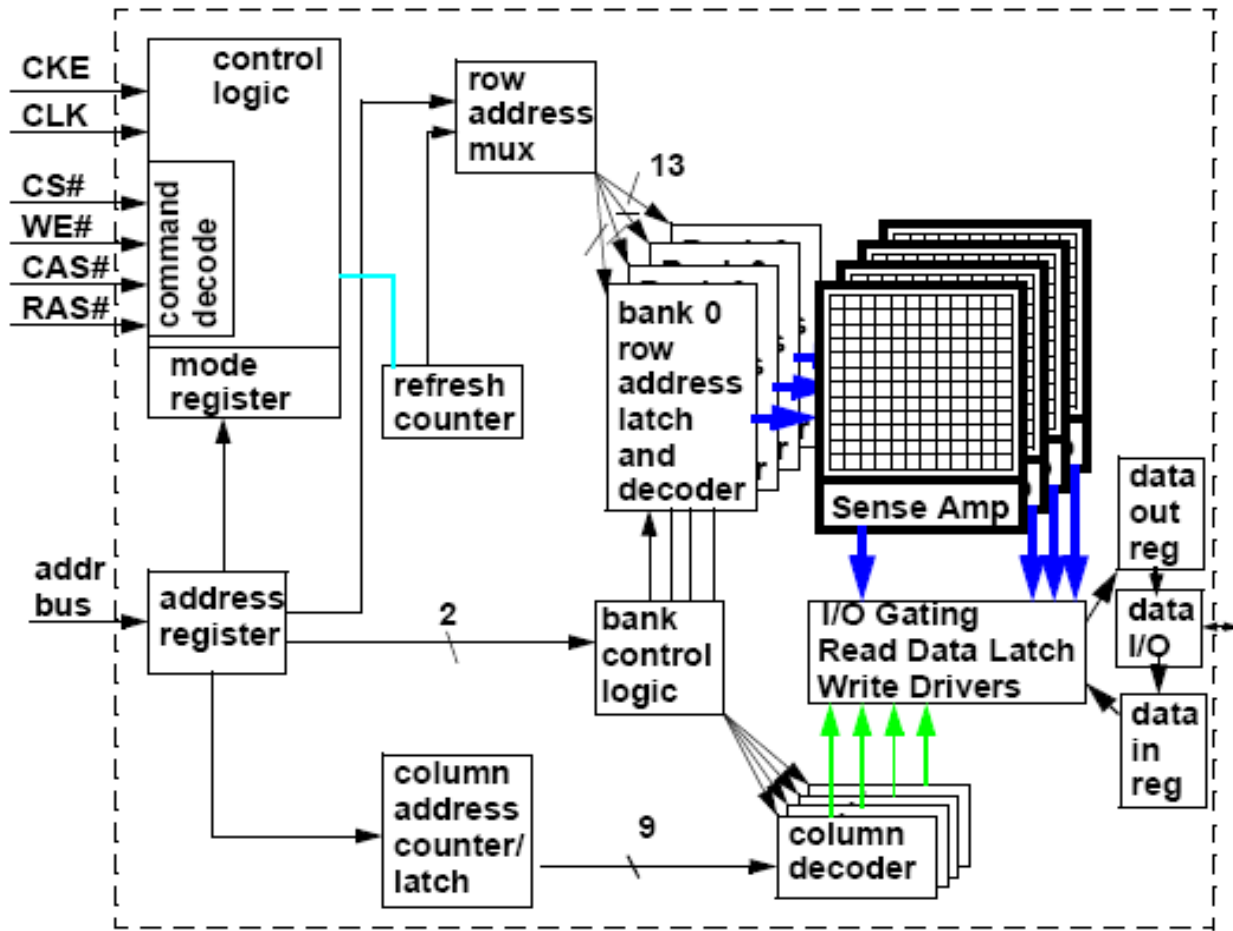 CKE
CLK
CS#
WE#
CAS#
RAS#
control
logic
command
decode
mode
register
row
address
mux
13
refresh
counter
bank 0
row
address
latch
and
decoder
Sense Amp
data
out
reg
addr
bus
address
register
2
bank
control
logic
I/O Gating
Read Data Latch
Write Drivers
data
I/O
data
in
reg
column
address
counter/
latch
9
column
decoder